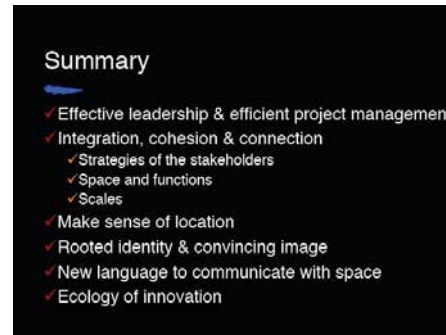 Summary
✓Effective leadership & efficient project managemen
✓Integration, cohesion & connection
✓Strategies of the stakeholders
✓Space and functions
✓Scales
✓Make sense of location
✓Rooted identity & convincing image
✓New language to communicate with space
✓Ecology of innovation